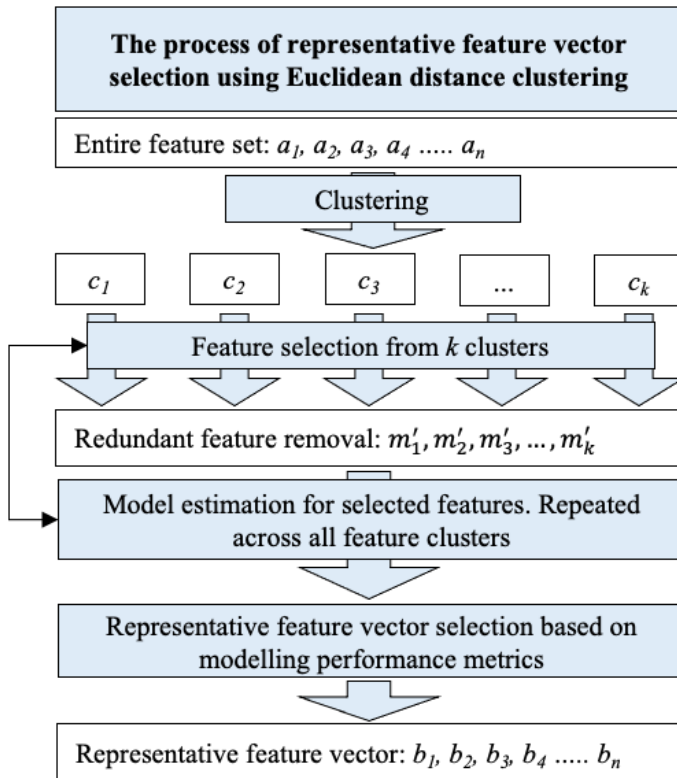 The process of representative feature vector
selection using Euclidean distance clustering
Entire feature set: a₁, a₂, a₃, a₄ ..... aₙ
Clustering
c₁ c₂ c₃ ... cₖ
Feature selection from k clusters
Redundant feature removal: m′₁, m′₂, m′₃, ..., m′ₖ
Model estimation for selected features. Repeated
across all feature clusters
Representative feature vector selection based on
modelling performance metrics
Representative feature vector: b₁, b₂, b₃, b₄ ..... bₙ